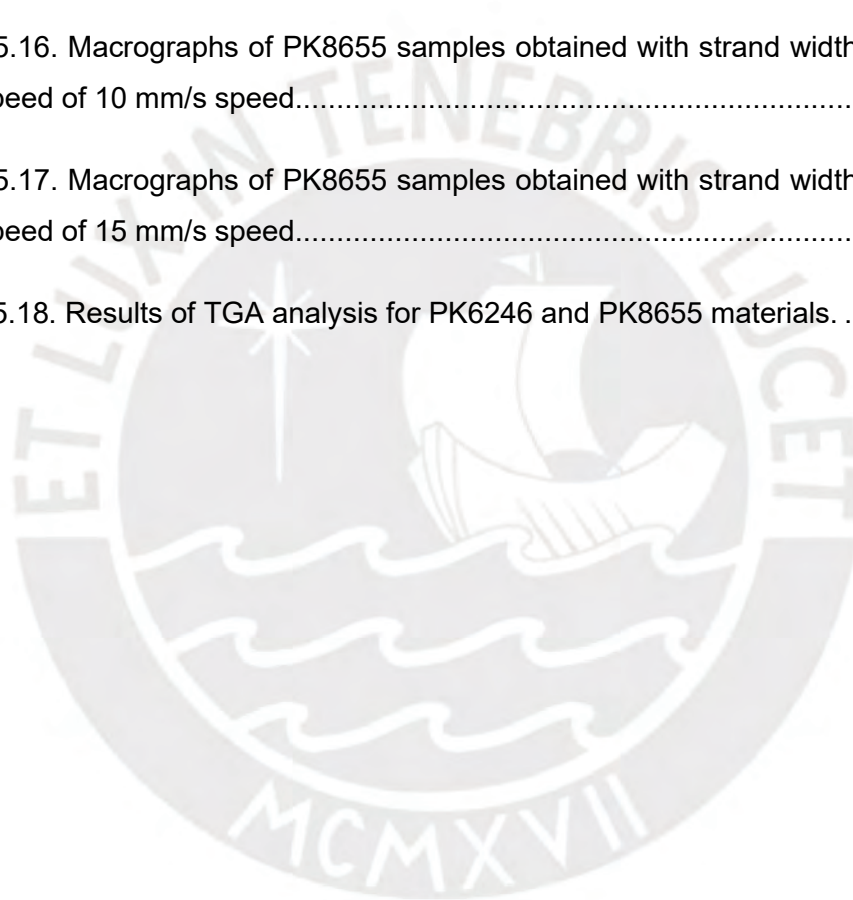 5.16. Macrographs of PK8655 samples obtained with strand width
peed of 10 mm/s speed..................................................................
5.17. Macrographs of PK8655 samples obtained with strand width
peed of 15 mm/s speed..................................................................
5.18. Results of TGA analysis for PK6246 and PK8655 materials. .
ET LUX IN TENEBRIS LUCET
MCMXVII